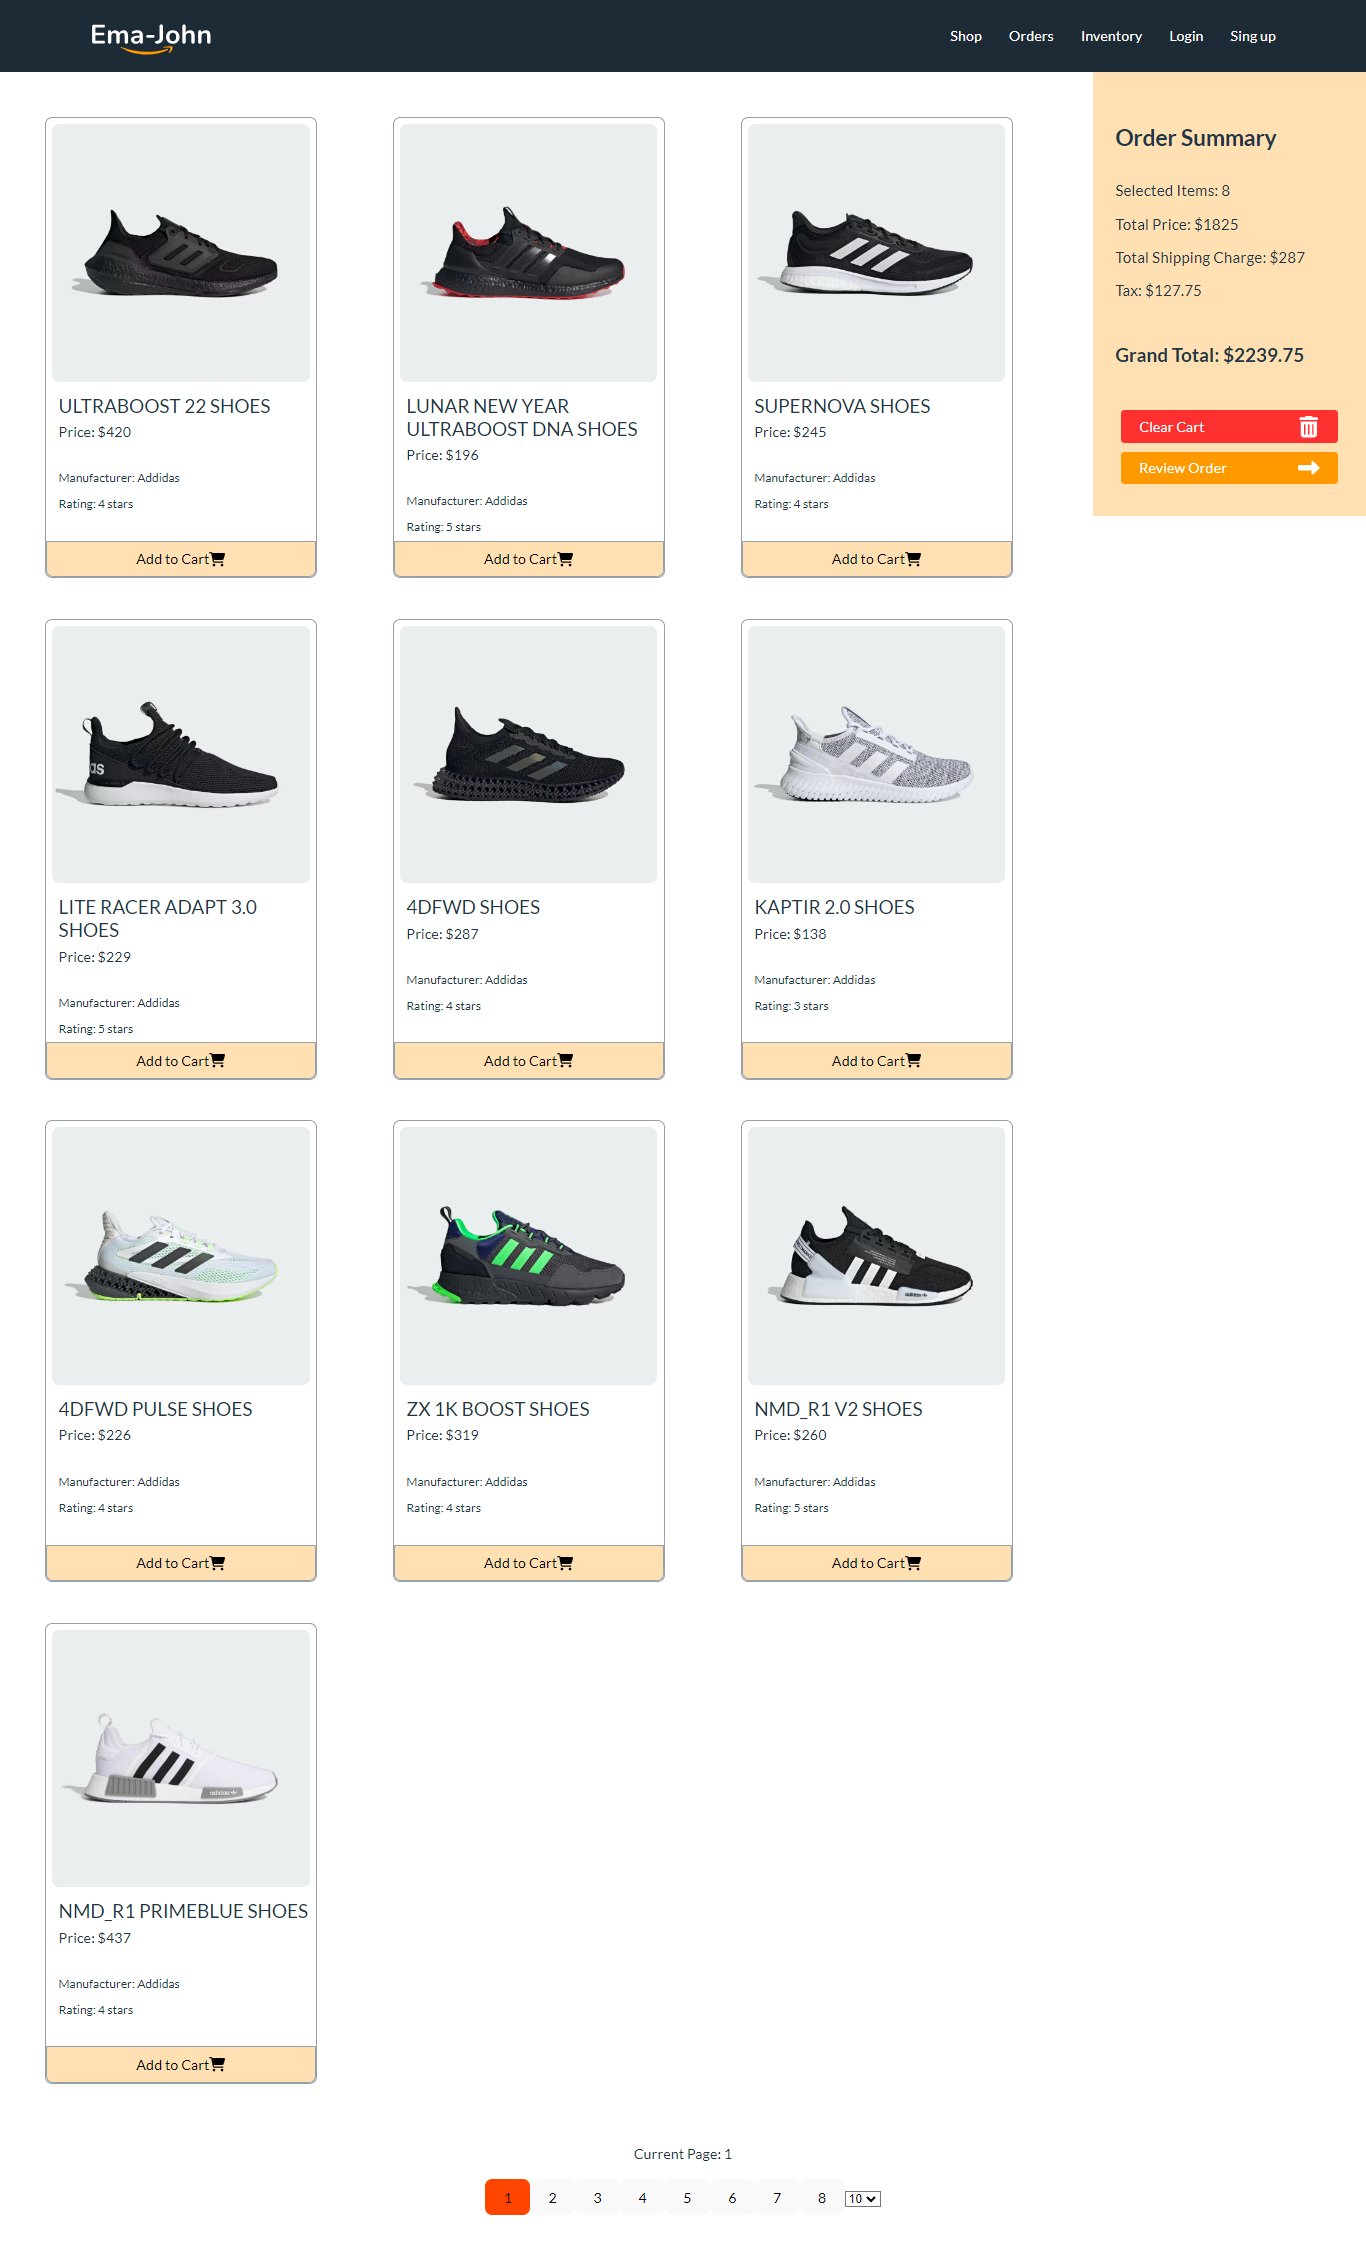 Ema-John
Shop Orders Inventory Login Sing up
ULTRABOOST 22 SHOES
Price: $420
Manufacturer: Addidas
Rating: 4 stars
Add to Cart
LUNAR NEW YEAR
ULTRABOOST DNA SHOES
Price: $196
Manufacturer: Addidas
Rating: 5 stars
Add to Cart
SUPERNOVA SHOES
Price: $245
Manufacturer: Addidas
Rating: 4 stars
Add to Cart
Order Summary
Selected Items: 8
Total Price: $1825
Total Shipping Charge: $287
Tax: $127.75
Grand Total: $2239.75
Clear Cart
Review Order
as
LITE RACER ADAPT 3.0
SHOES
Price: $229
Manufacturer: Addidas
Rating: 5 stars
Add to Cart
4DFWD SHOES
Price: $287
Manufacturer: Addidas
Rating: 4 stars
Add to Cart
KAPTIR 2.0 SHOES
Price: $138
Manufacturer: Addidas
Rating: 3 stars
Add to Cart
4DFWD PULSE SHOES
Price: $226
Manufacturer: Addidas
Rating: 4 stars
Add to Cart
ZX 1K BOOST SHOES
Price: $319
Manufacturer: Addidas
Rating: 4 stars
Add to Cart
adidas
NMD_R1 V2 SHOES
Price: $260
Manufacturer: Addidas
Rating: 5 stars
Add to Cart
adidas
NMD_R1 PRIMEBLUE SHOES
Price: $437
Manufacturer: Addidas
Rating: 4 stars
Add to Cart
Current Page: 1
1 2 3 4 5 6 7 8 10